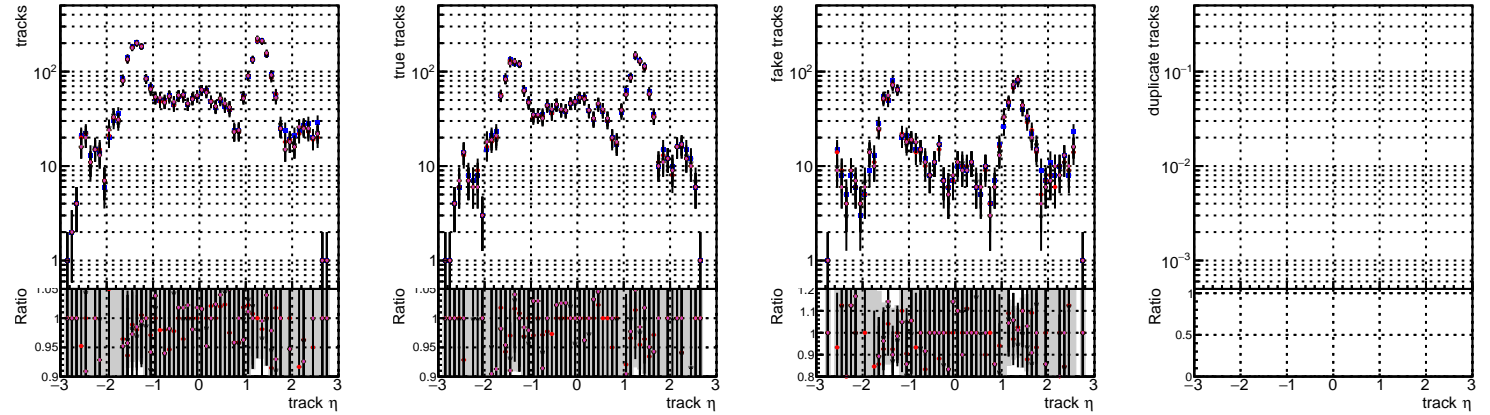 tracks
10²
10
1
Ratio
1.05
1
0.95
0.9
−3 −2 −1 0 1 2 3
track η
true tracks
10²
10
1
Ratio
1.05
1
0.95
0.9
−3 −2 −1 0 1 2 3
track η
fake tracks
10²
10
1
Ratio
1.2
1.1
1
0.9
0.8
−3 −2 −1 0 1 2 3
track η
duplicate tracks
10⁻¹
10⁻²
10⁻³
Ratio
1
0.5
0
−3 −2 −1 0 1 2 3
track η